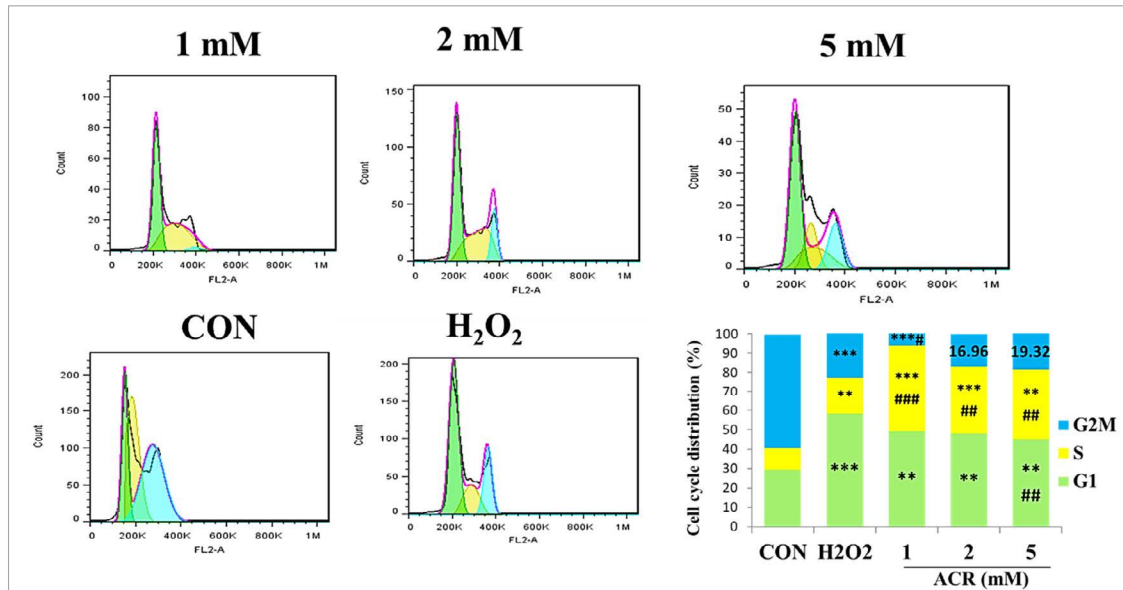 1 mM
2 mM
5 mM
100
80
60
40
20
0
Count
0 200K 400K 600K 800K 1M
FL2-A
150
100
50
0
Count
0 200K 400K 600K 800K 1M
FL2-A
50
40
30
20
10
0
Count
0 200K 400K 600K 800K 1M
FL2-A
CON
H₂O₂
200
150
100
50
0
Count
0 200K 400K 600K 800K 1M
FL2-A
200
150
100
50
0
Count
0 200K 400K 600K 800K 1M
FL2-A
Cell cycle distribution (%)
100
90
80
70
60
50
40
30
20
10
0
***
**
***
***#
***
###
**
16.96
***
##
**
19.32
**
##
**
##
G2M
S
G1
CON H2O2 1 2 5
ACR (mM)